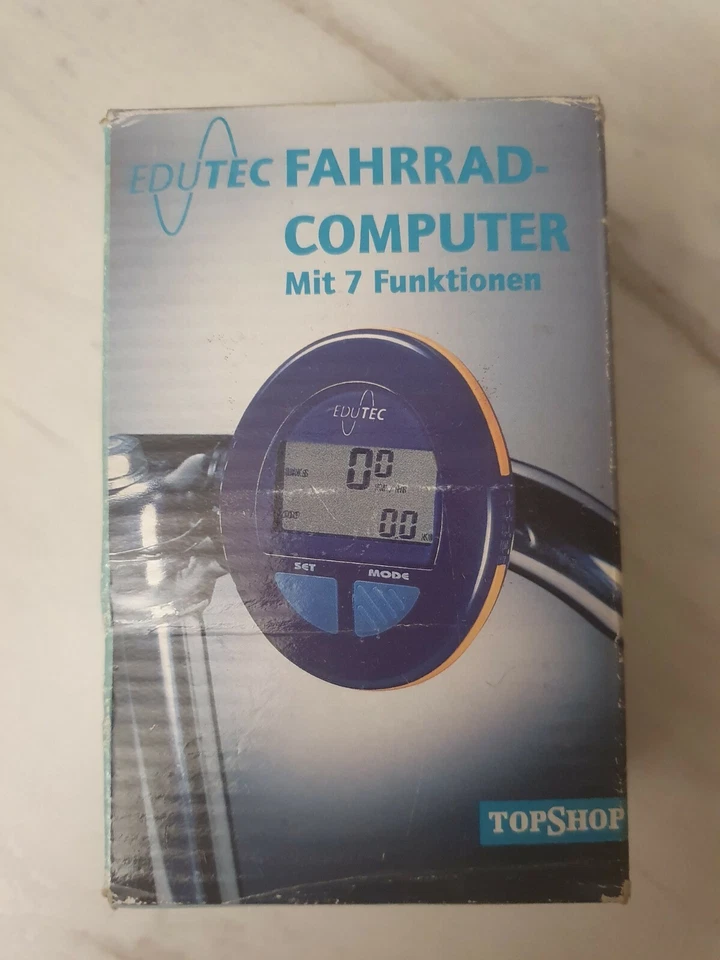 EDUTEC FAHRRAD-
COMPUTER
Mit 7 Funktionen
EDUTEC
00
00
SET MODE
TOPSHOP